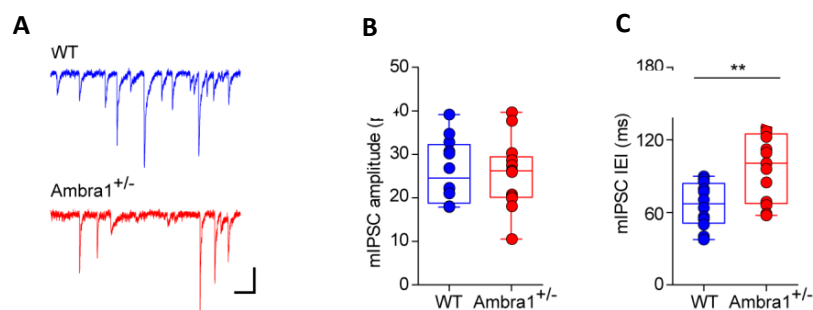 A
WT
Ambra1+/-
B
mIPSC amplitude (
50
30
20
10
0
WT Ambra1+/-
C
mIPSC IEI (ms)
180
120
60
0
**
WT Ambra1+/-